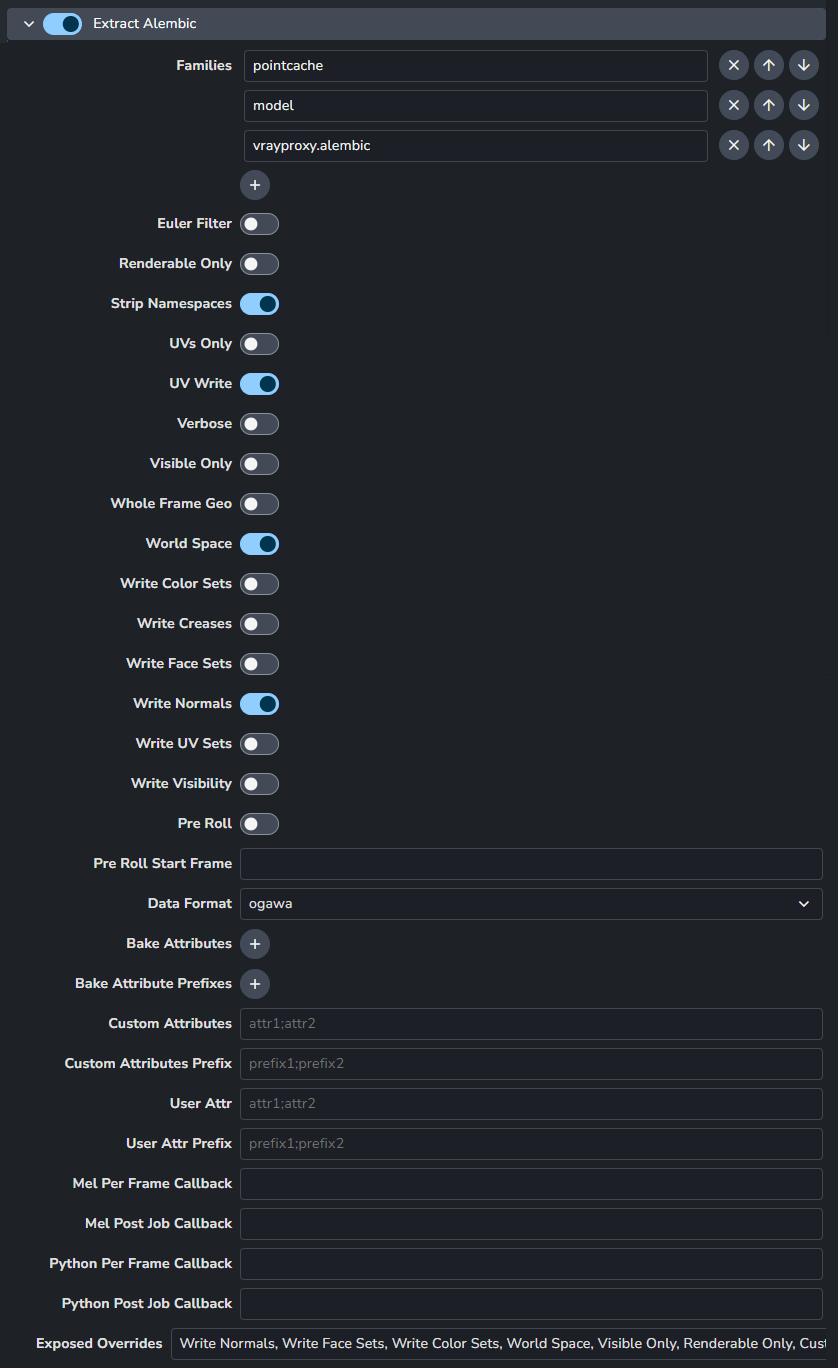 Extract Alembic
Families pointcache
model
vrayproxy.alembic
Euler Filter
Renderable Only
Strip Namespaces
UVs Only
UV Write
Verbose
Visible Only
Whole Frame Geo
World Space
Write Color Sets
Write Creases
Write Face Sets
Write Normals
Write UV Sets
Write Visibility
Pre Roll
Pre Roll Start Frame
Data Format ogawa
Bake Attributes
Bake Attribute Prefixes
Custom Attributes attr1;attr2
Custom Attributes Prefix prefix1;prefix2
User Attr attr1;attr2
User Attr Prefix prefix1;prefix2
Mel Per Frame Callback
Mel Post Job Callback
Python Per Frame Callback
Python Post Job Callback
Exposed Overrides Write Normals, Write Face Sets, Write Color Sets, World Space, Visible Only, Renderable Only, Cust